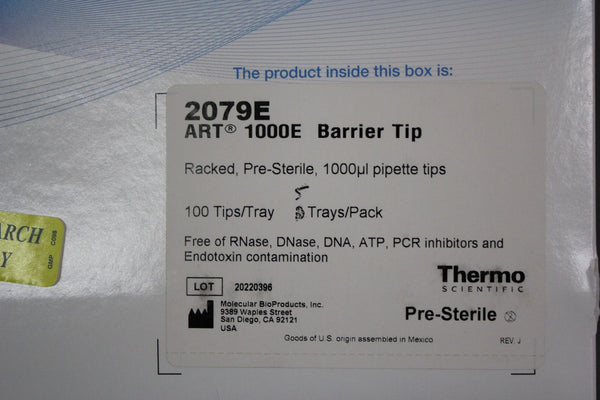 The product inside this box is:
2079E
ART® 1000E Barrier Tip
Racked, Pre-Sterile, 1000µl pipette tips
5
100 Tips/Tray Trays/Pack
Free of RNase, DNase, DNA, ATP, PCR inhibitors and
Endotoxin contamination
LOT 20220396
Thermo
SCIENTIFIC
Molecular BioProducts, Inc.
9389 Waples Street
San Diego, CA 92121
USA
Pre-Sterile
Goods of U.S. origin assembled in Mexico
REV. J
ARCH
Y
GMP C098